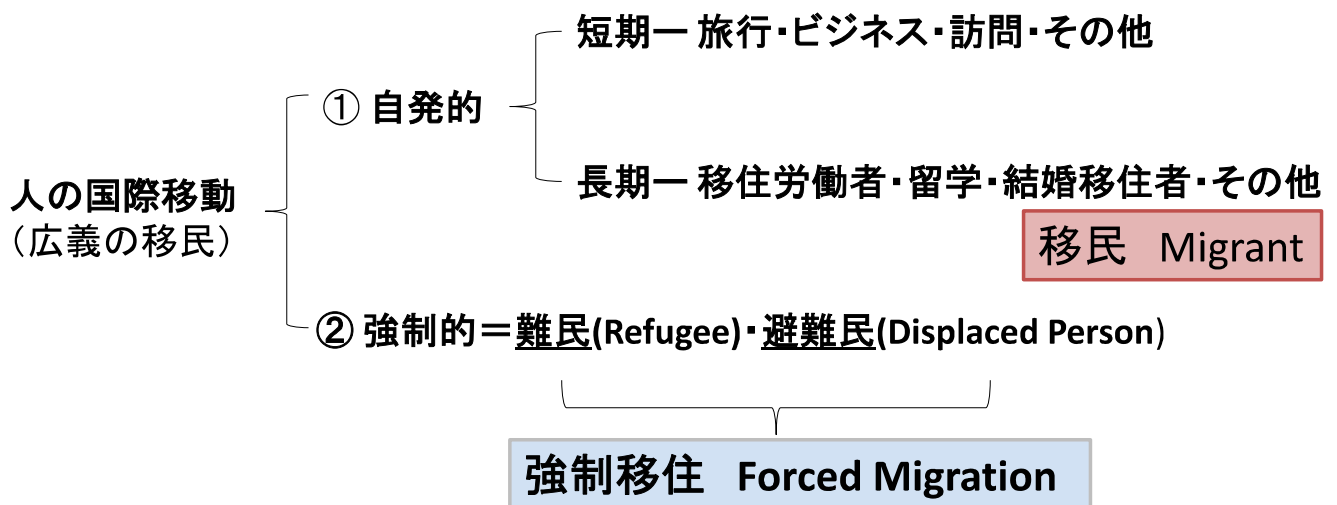 短期ー 旅行・ビジネス・訪問・その他
① 自発的
長期ー 移住労働者・留学・結婚移住者・その他
人の国際移動
（広義の移民）
移民 Migrant
② 強制的＝難民(Refugee)・避難民(Displaced Person)
強制移住 Forced Migration